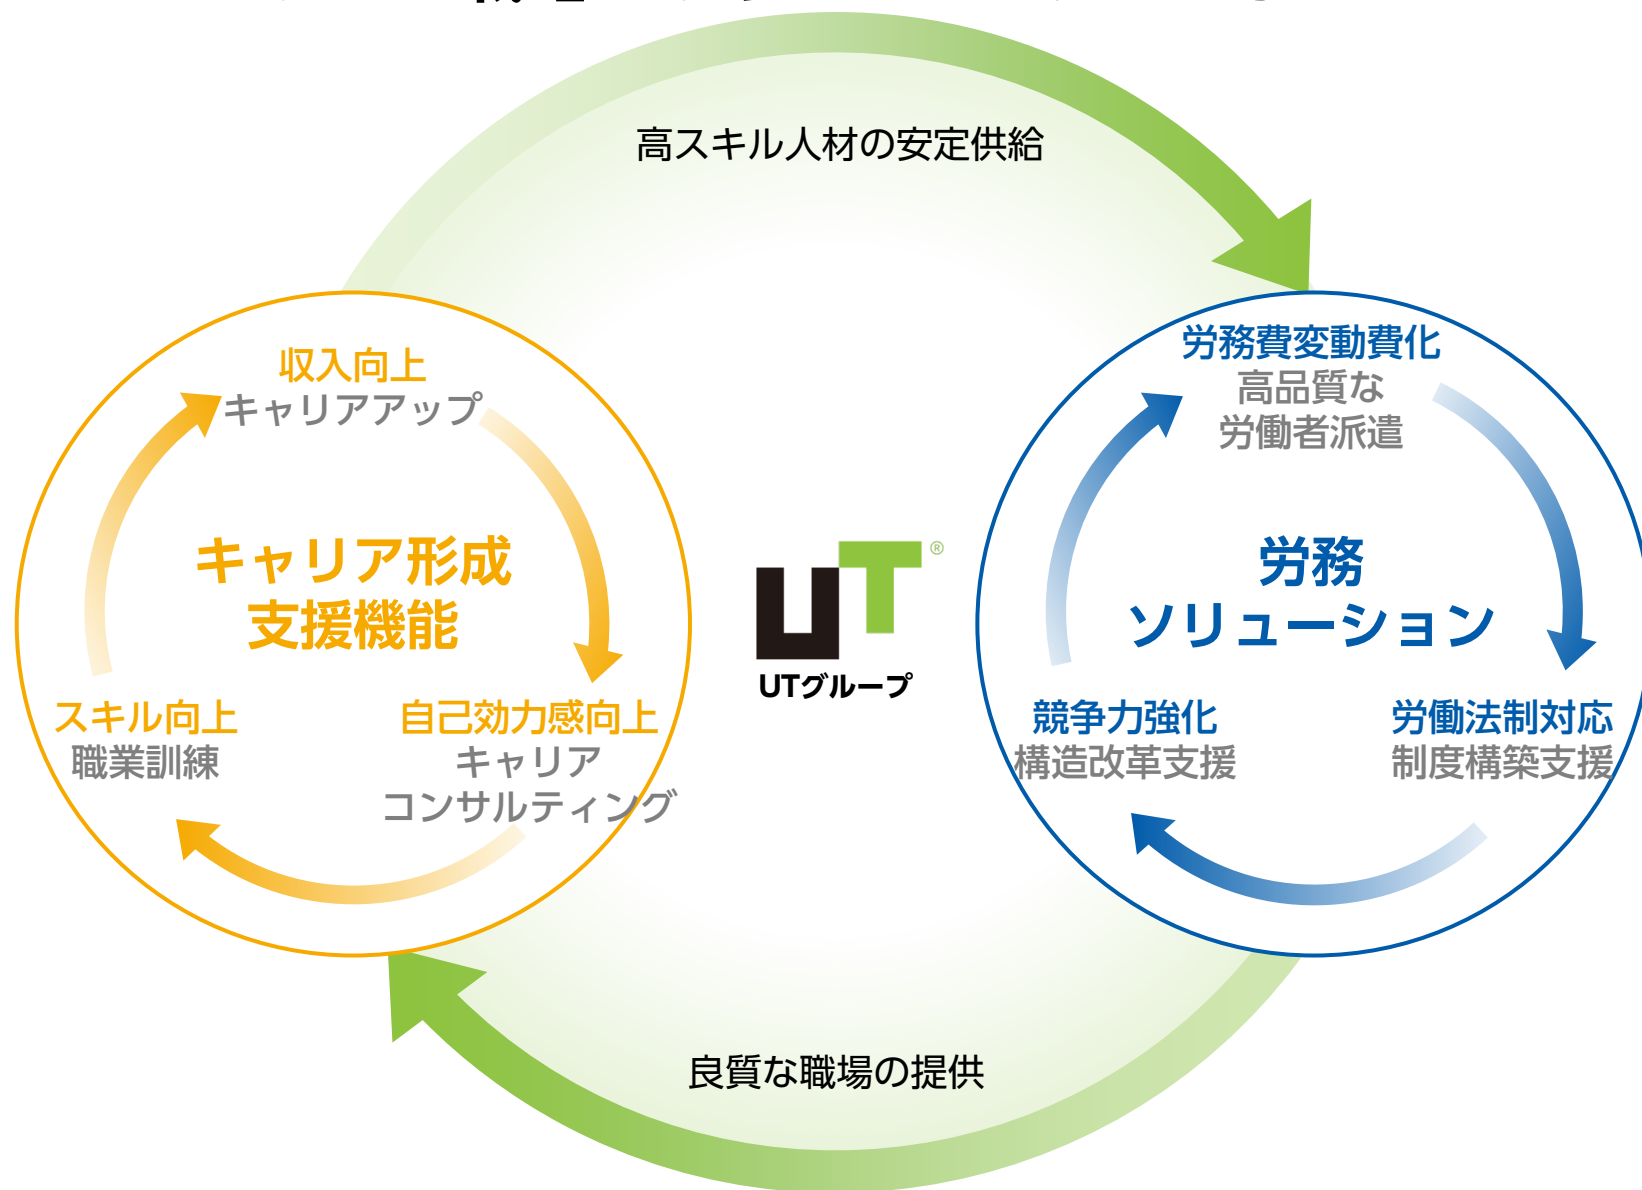 高スキル人材の安定供給
収入向上
キャリアアップ
キャリア形成
支援機能
スキル向上
職業訓練
自己効力感向上
キャリア
コンサルティング
UT®
UTグループ
労務費変動費化
高品質な
労働者派遣
労務
ソリューション
競争力強化
構造改革支援
労働法制対応
制度構築支援
良質な職場の提供